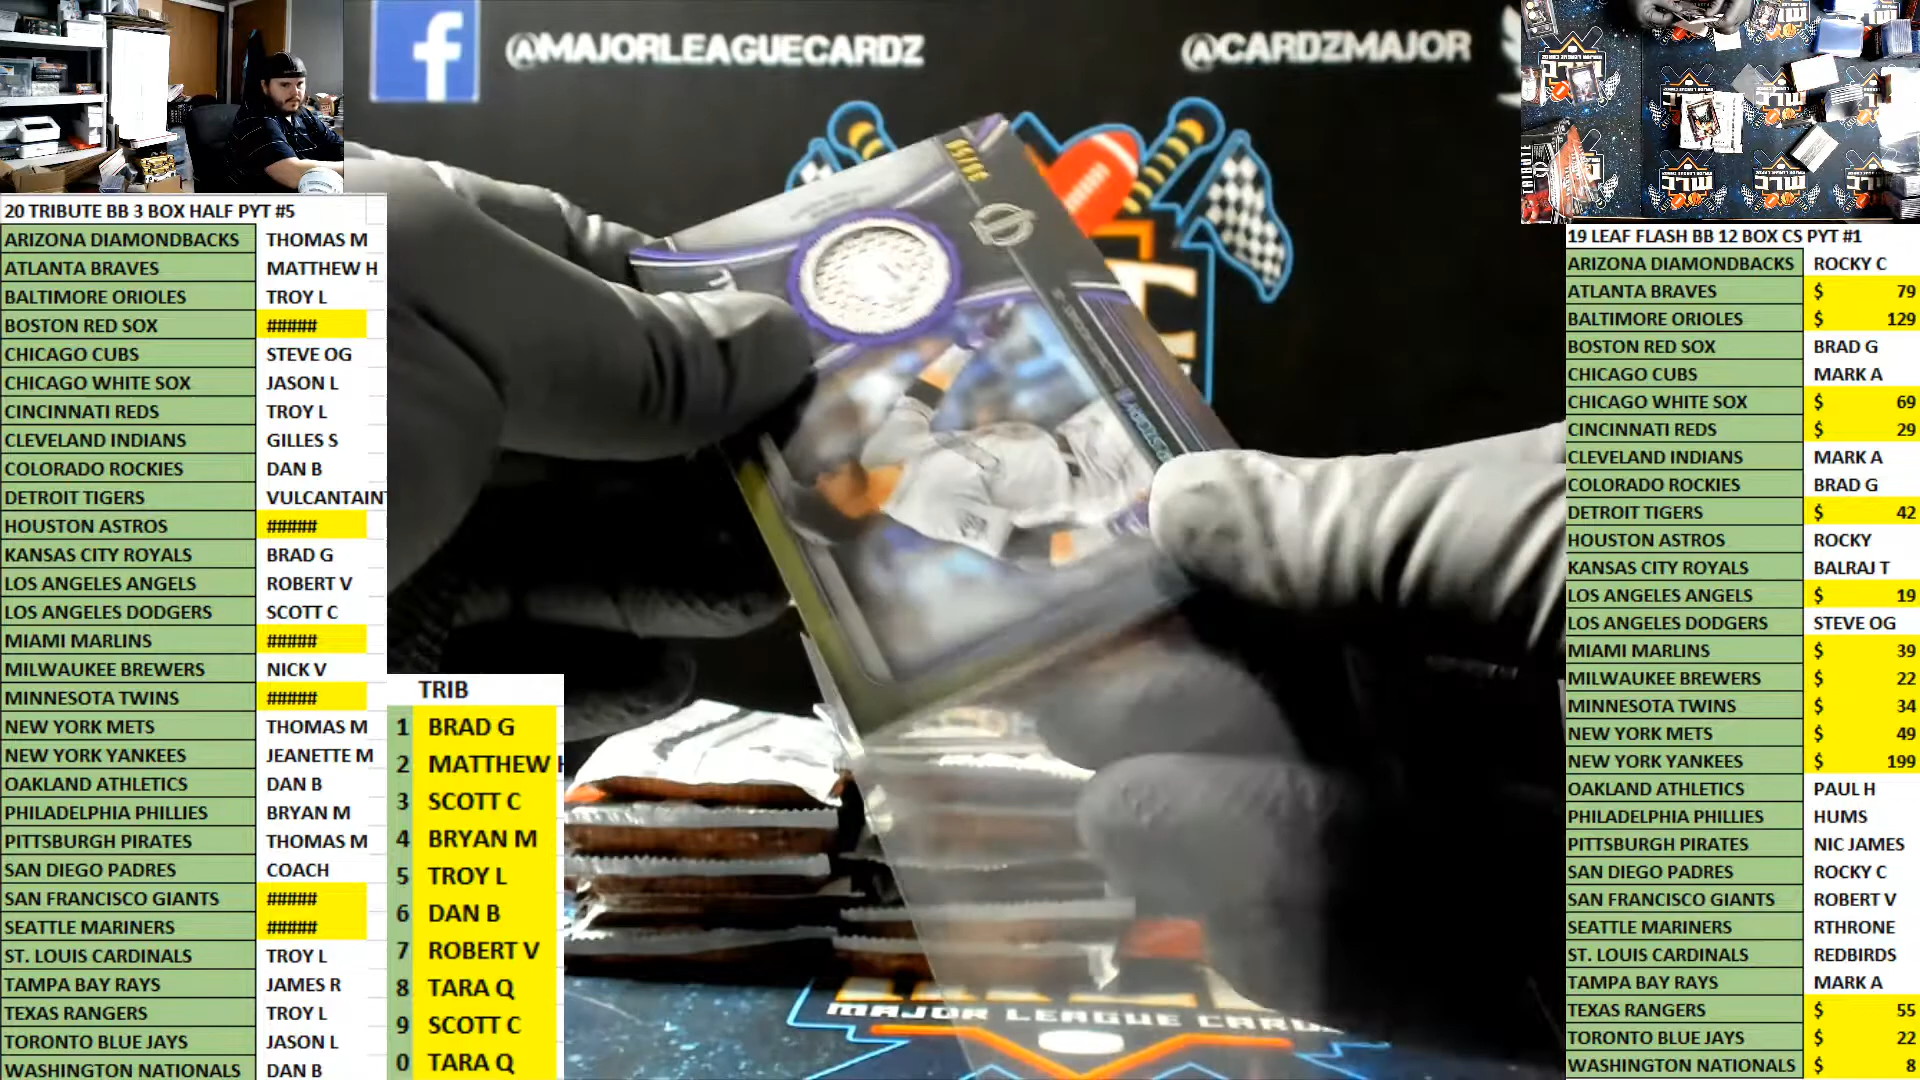 @MAJORLEAGUECARDZ
@CARDZMAJOR
20 TRIBUTE BB 3 BOX HALF PYT #5
ARIZONA DIAMONDBACKS THOMAS M
ATLANTA BRAVES MATTHEW H
BALTIMORE ORIOLES TROY L
BOSTON RED SOX #####
CHICAGO CUBS STEVE OG
CHICAGO WHITE SOX JASON L
CINCINNATI REDS TROY L
CLEVELAND INDIANS GILLES S
COLORADO ROCKIES DAN B
DETROIT TIGERS VULCANTAIN
HOUSTON ASTROS #####
KANSAS CITY ROYALS BRAD G
LOS ANGELES ANGELS ROBERT V
LOS ANGELES DODGERS SCOTT C
MIAMI MARLINS #####
MILWAUKEE BREWERS NICK V
MINNESOTA TWINS #####
NEW YORK METS THOMAS M
NEW YORK YANKEES JEANETTE M
OAKLAND ATHLETICS DAN B
PHILADELPHIA PHILLIES BRYAN M
PITTSBURGH PIRATES THOMAS M
SAN DIEGO PADRES COACH
SAN FRANCISCO GIANTS #####
SEATTLE MARINERS #####
ST. LOUIS CARDINALS TROY L
TAMPA BAY RAYS JAMES R
TEXAS RANGERS TROY L
TORONTO BLUE JAYS JASON L
WASHINGTON NATIONALS DAN B
TRIB
1 BRAD G
2 MATTHEW H
3 SCOTT C
4 BRYAN M
5 TROY L
6 DAN B
7 ROBERT V
8 TARA Q
9 SCOTT C
0 TARA Q
MAJOR LEAGUE CARDZ
19 LEAF FLASH BB 12 BOX CS PYT #1
ARIZONA DIAMONDBACKS ROCKY C
ATLANTA BRAVES $ 79
BALTIMORE ORIOLES $ 129
BOSTON RED SOX BRAD G
CHICAGO CUBS MARK A
CHICAGO WHITE SOX $ 69
CINCINNATI REDS $ 29
CLEVELAND INDIANS MARK A
COLORADO ROCKIES BRAD G
DETROIT TIGERS $ 42
HOUSTON ASTROS ROCKY
KANSAS CITY ROYALS BALRAJ T
LOS ANGELES ANGELS $ 19
LOS ANGELES DODGERS STEVE OG
MIAMI MARLINS $ 39
MILWAUKEE BREWERS $ 22
MINNESOTA TWINS $ 34
NEW YORK METS $ 49
NEW YORK YANKEES $ 199
OAKLAND ATHLETICS PAUL H
PHILADELPHIA PHILLIES HUMS
PITTSBURGH PIRATES NIC JAMES
SAN DIEGO PADRES ROCKY C
SAN FRANCISCO GIANTS ROBERT V
SEATTLE MARINERS RTHRONE
ST. LOUIS CARDINALS REDBIRDS
TAMPA BAY RAYS MARK A
TEXAS RANGERS $ 55
TORONTO BLUE JAYS $ 22
WASHINGTON NATIONALS $ 8